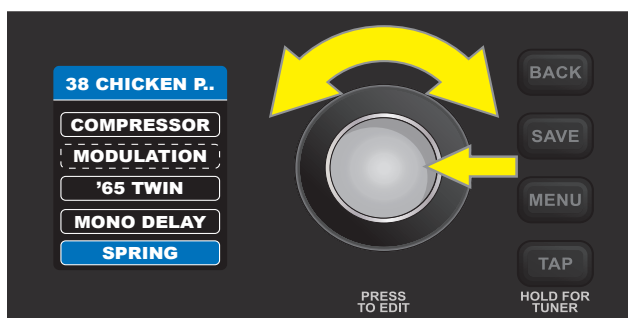 38 CHICKEN P..
COMPRESSOR
MODULATION
’65 TWIN
MONO DELAY
SPRING
BACK
SAVE
MENU
TAP
PRESS
TO EDIT
HOLD FOR
TUNER